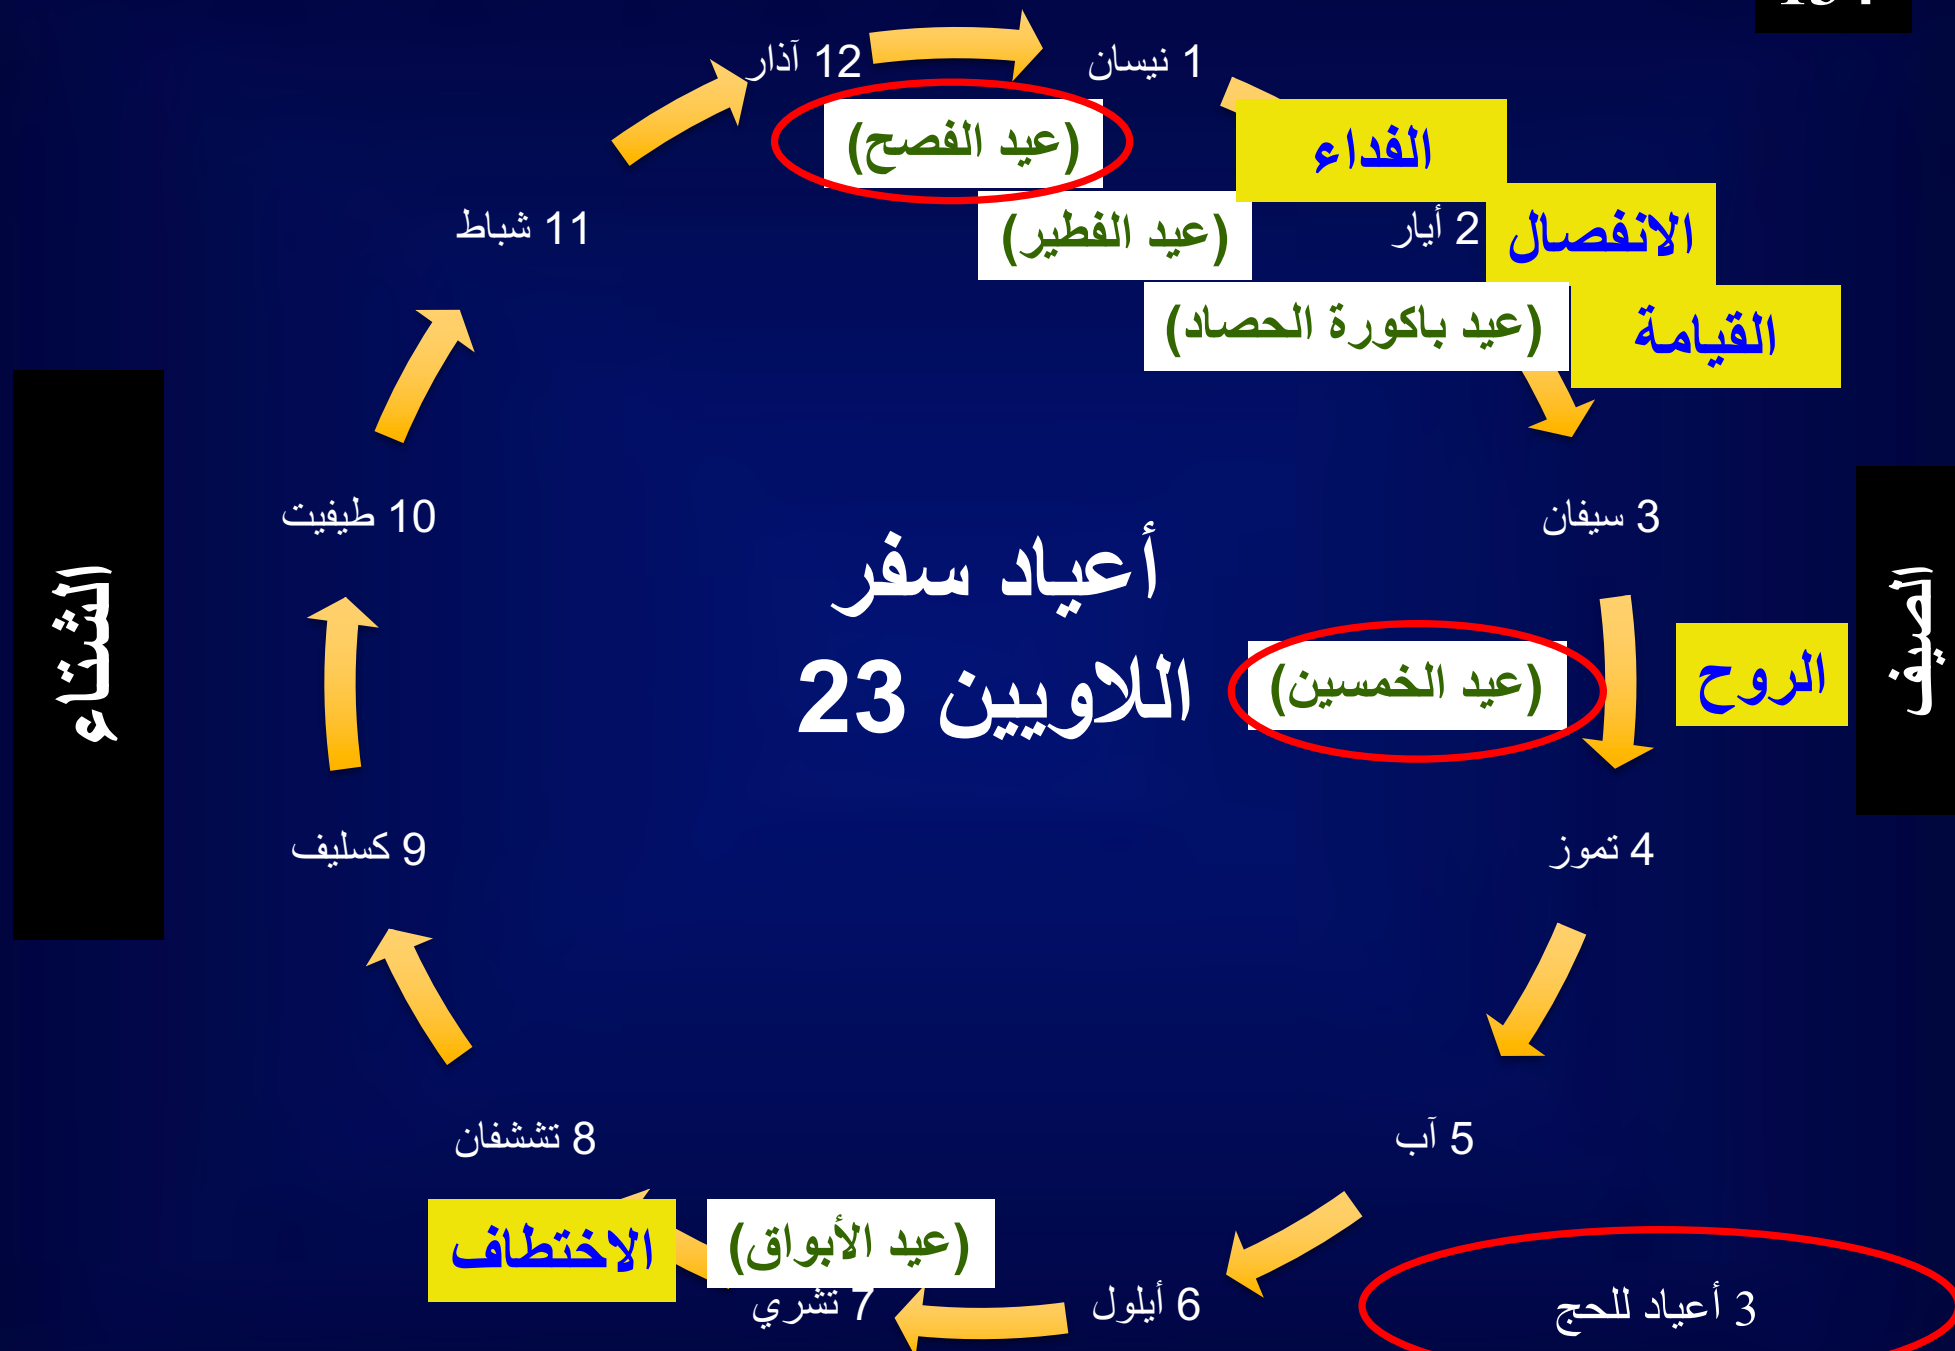 12 آذار
1 نيسان
(عيد الفصح)
الفداء
11 شباط
(عيد الفطير)
2 أيار
الانفصال
(عيد باكورة الحصاد)
القيامة
10 طيفيت
3 سيفان
أعياد سفر
اللاويين 23
(عيد الخمسين)
الروح
الصيف
الشتاء
9 كسليف
4 تموز
8 تششفان
5 آب
الاختطاف
(عيد الأبواق)
7 تشري
6 أيلول
3 أعياد للحج